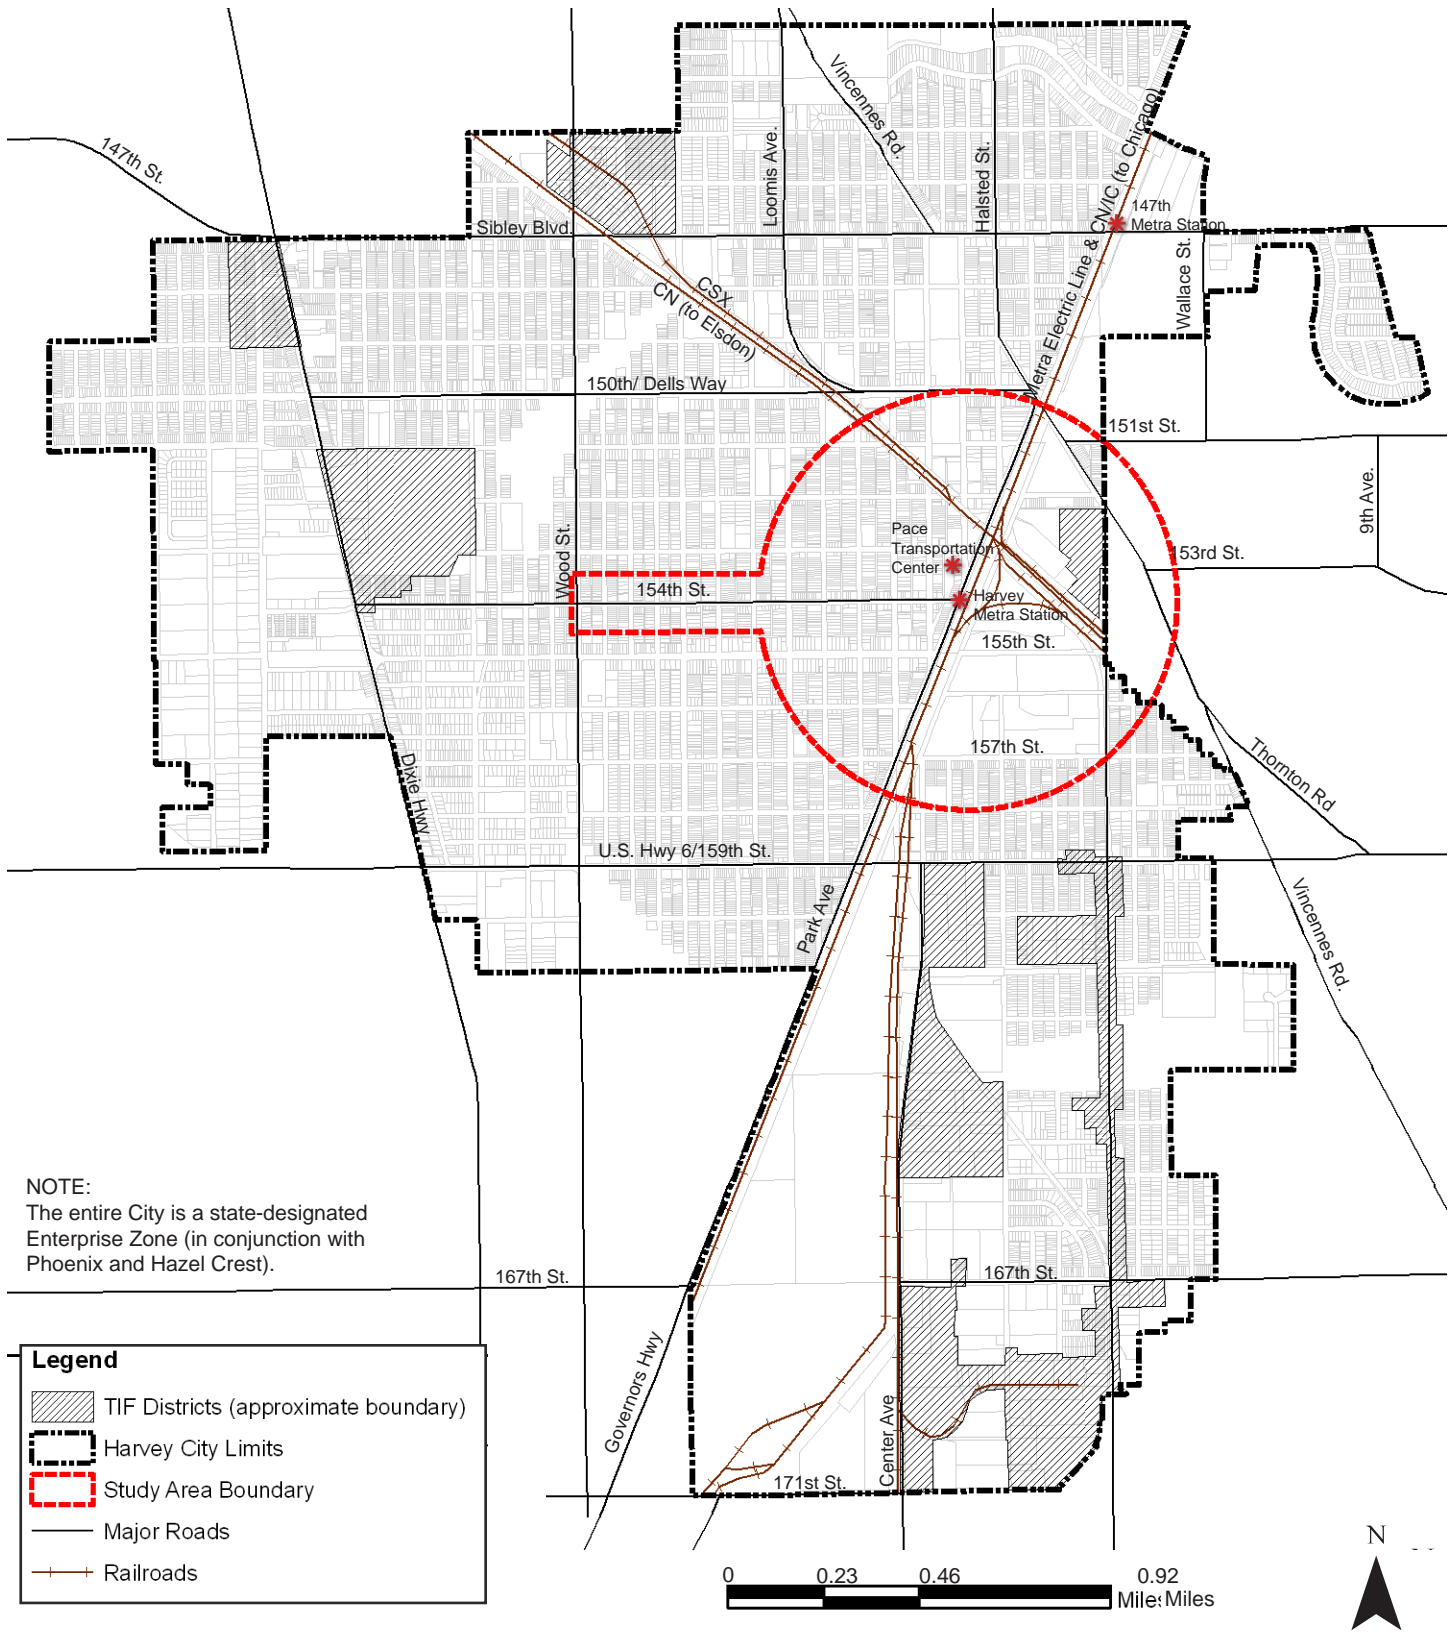 147th St.
Vincennes Rd.
Loomis Ave.
Halsted St.
Metra Electric Line & CN/IC (to Chicago)
147th
Metra Station
Sibley Blvd.
Wallace St.
CSX
CN (to Elsdon)
150th/ Dells Way
151st St.
9th Ave.
Wood St.
Pace
Transportation
Center
153rd St.
154th St.
Harvey
Metra Station
155th St.
157th St.
Thornton Rd
Dixie Hwy
U.S. Hwy 6/159th St.
Park Ave
Vincennes Rd.
NOTE:
The entire City is a state-designated
Enterprise Zone (in conjunction with
Phoenix and Hazel Crest).
167th St.
167th St.
Governors Hwy
Center Ave
171st St.
Legend
TIF Districts (approximate boundary)
Harvey City Limits
Study Area Boundary
Major Roads
Railroads
0 0.23 0.46 0.92
Miles Miles
N